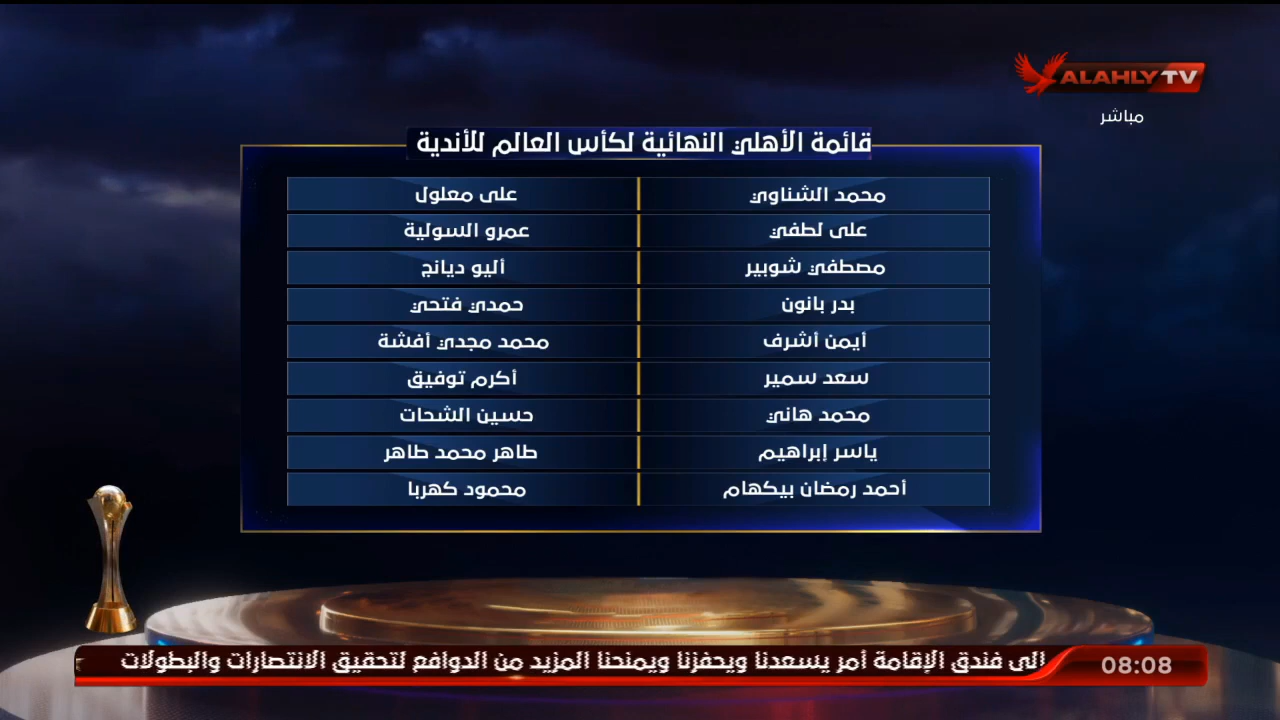 ALAHLY TV
مباشر
قائمة الأهلي النهائية لكأس العالم للأندية
محمد الشناوي
على معلول
على لطفي
عمرو السولية
مصطفي شوبير
أليو ديانج
بدر بانون
حمدي فتحي
أيمن أشرف
محمد مجدي أفشة
سعد سمير
أكرم توفيق
محمد هاني
حسين الشحات
ياسر إبراهيم
طاهر محمد طاهر
أحمد رمضان بيكهام
محمود كهربا
08:08
الى فندق الإقامة أمر يسعدنا ويحفزنا ويمنحنا المزيد من الدوافع لتحقيق الانتصارات والبطولات